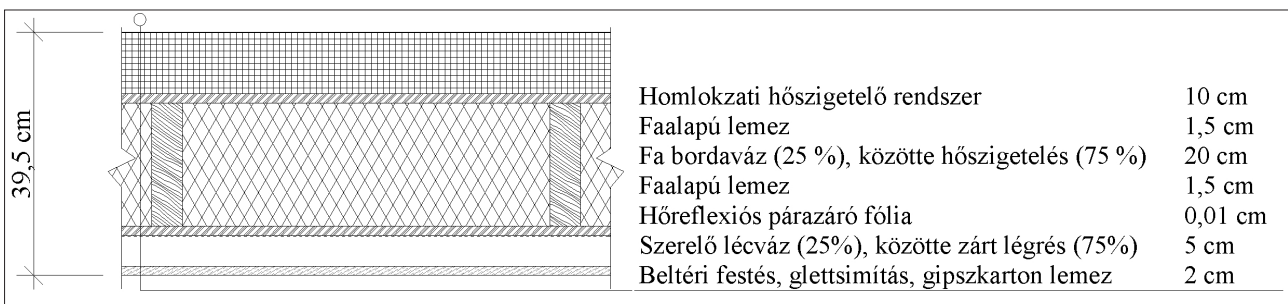 39,5 cm
Homlokzati hőszigetelő rendszer 10 cm
Faalapú lemez 1,5 cm
Fa bordaváz (25 %), közötte hőszigetelés (75 %) 20 cm
Faalapú lemez 1,5 cm
Hőreflexiós párazáró fólia 0,01 cm
Szerelő lécváz (25%), közötte zárt légrés (75%) 5 cm
Beltéri festés, glettsimítás, gipszkarton lemez 2 cm